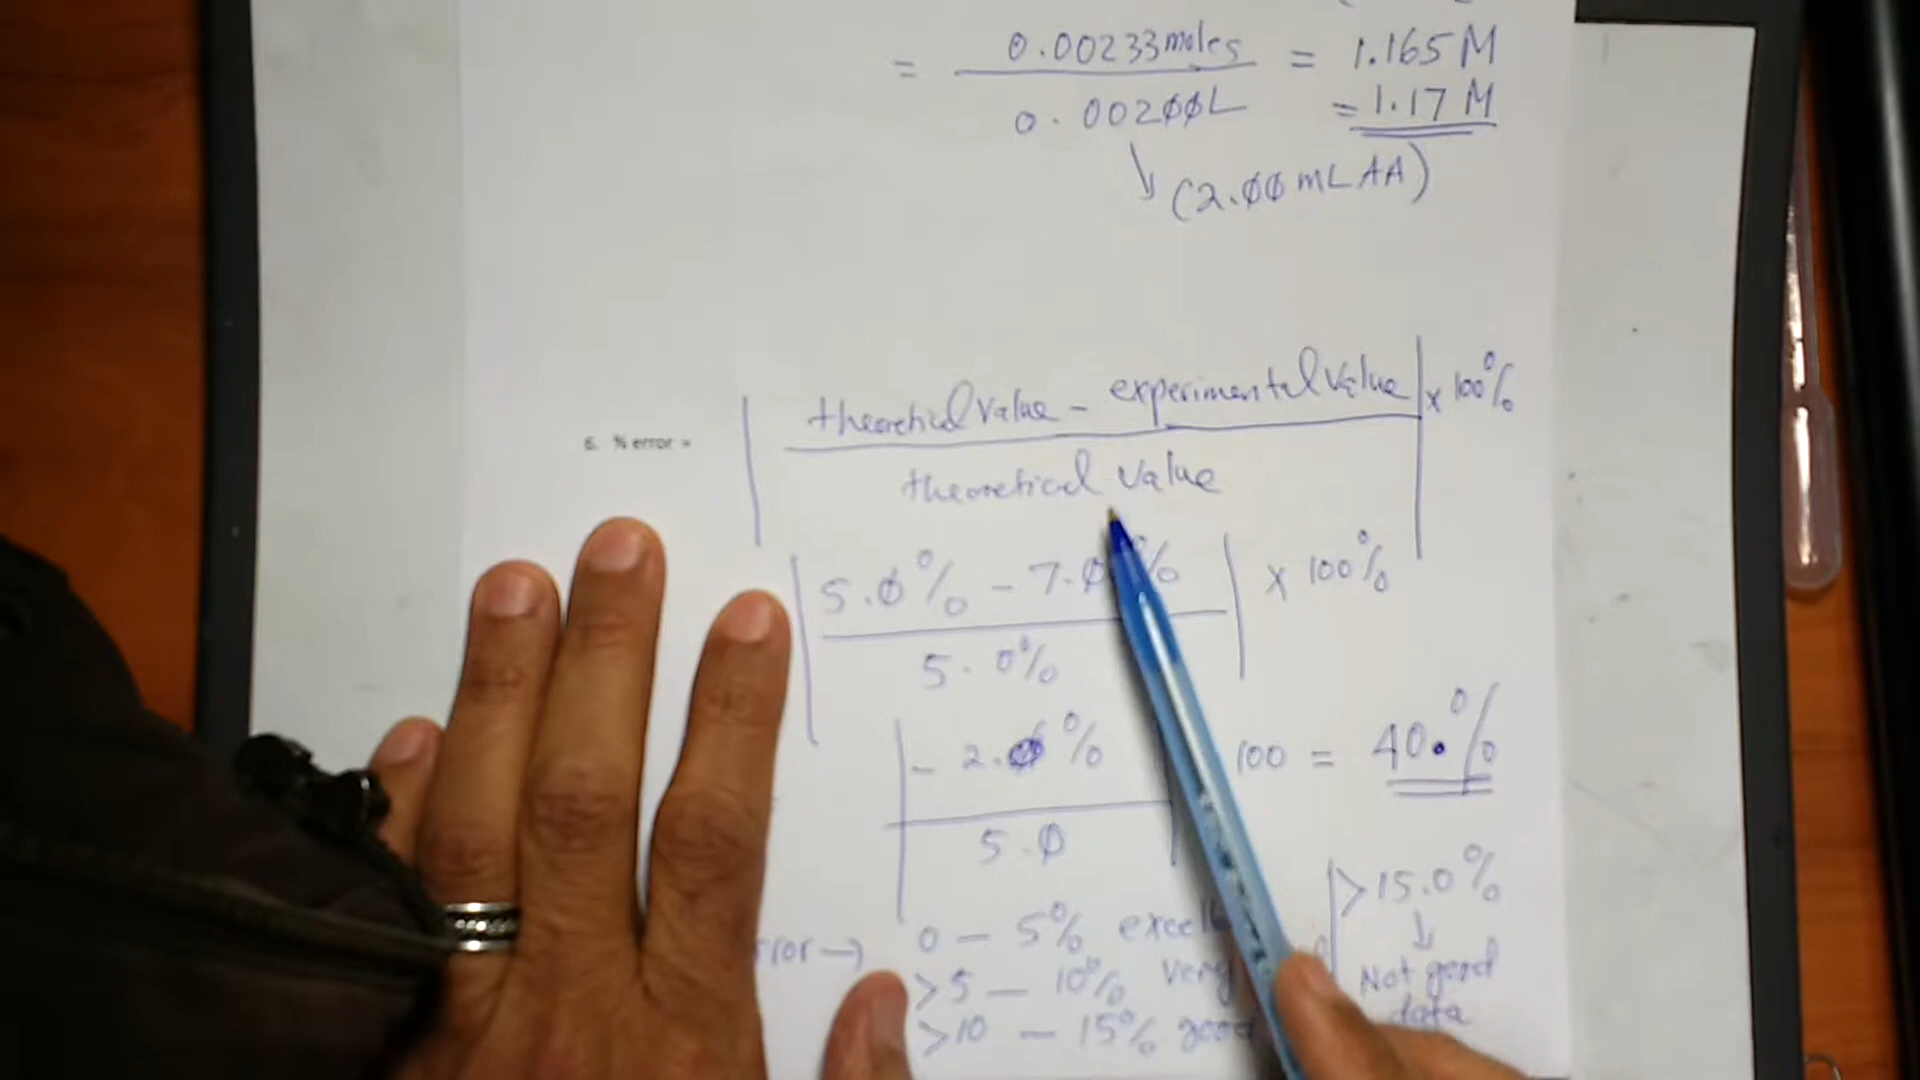 0.00233 moles = 1.165 M
=
0.00200L = 1.17 M
(2.00 mL AA)
theoretical value - experimental value x 100%
6. % error =
theoretical value
5.0% - 7.0 % x 100%
5.0%
- 2.0% 100 = 40.%
5.0
0 - 5% > 15.0%
>5 - 10% very Not good
>10 - 15% good data